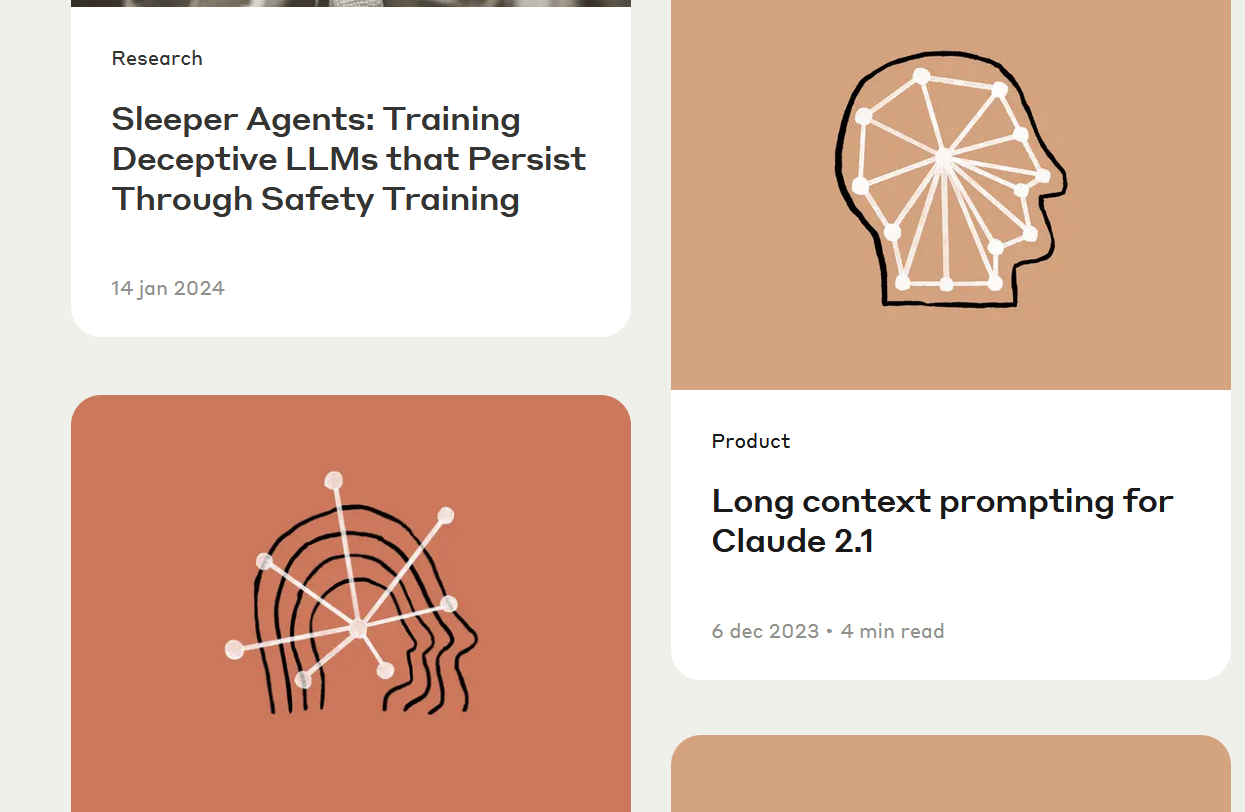 Research
Sleeper Agents: Training
Deceptive LLMs that Persist
Through Safety Training
14 jan 2024
Product
Long context prompting for
Claude 2.1
6 dec 2023 • 4 min read